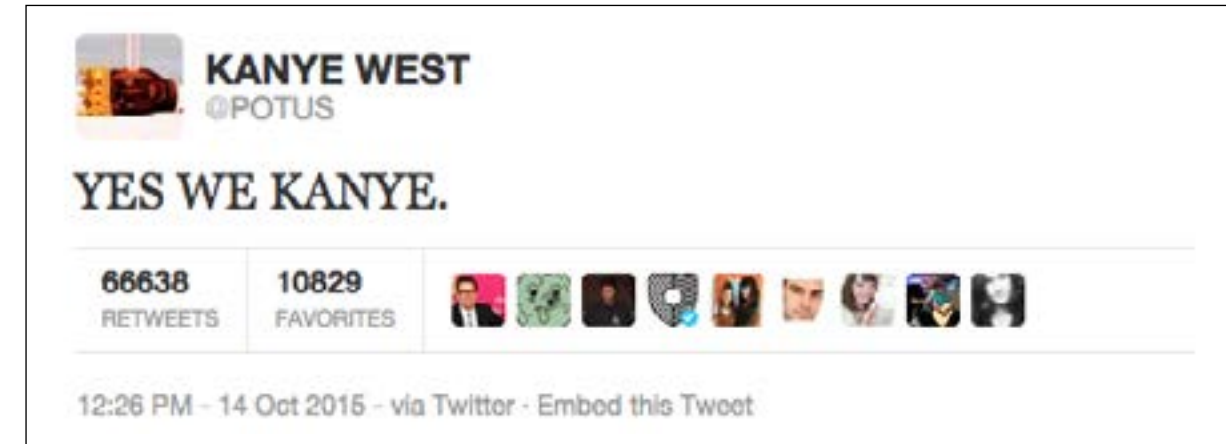 KANYE WEST
@POTUS
YES WE KANYE.
66638 10829
RETWEETS FAVORITES
12:26 PM - 14 Oct 2015 - via Twitter · Embed this Tweet